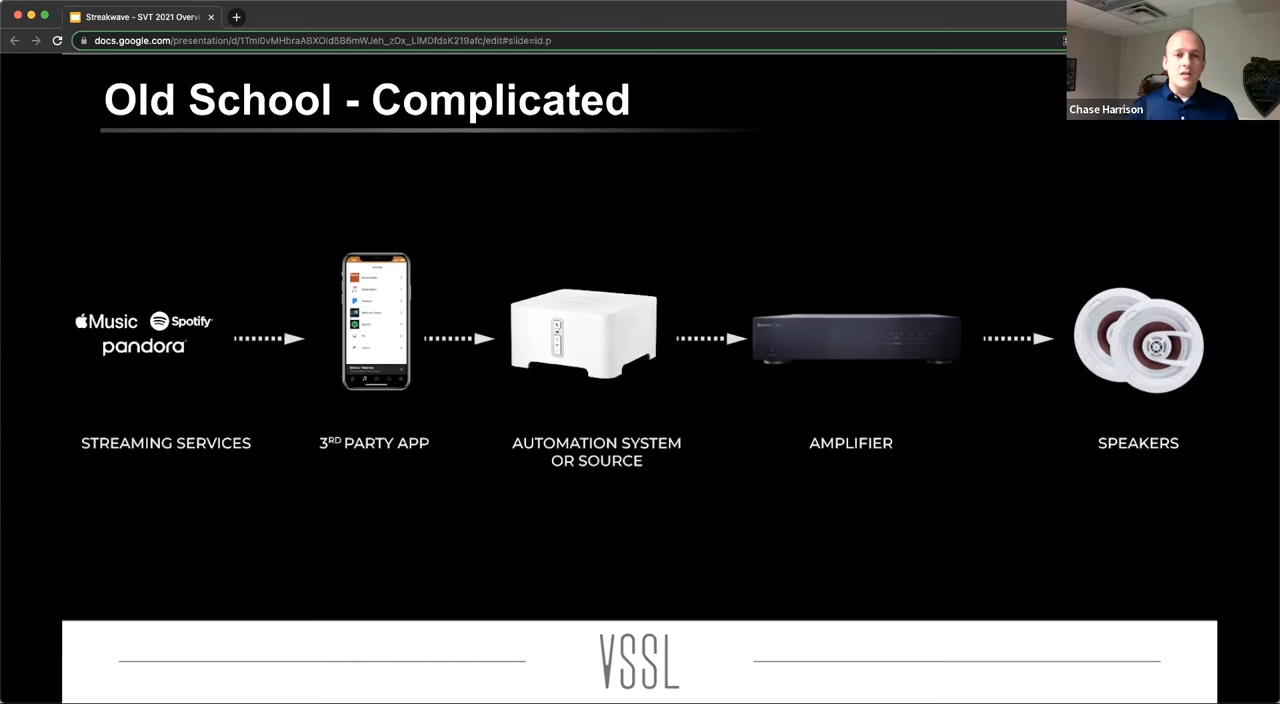 Streakwave - SVT 2021 Overvi
docs.google.com/presentation/d/1TmI0vMHbraABXOId5B6mWJeh_zDx_LIMDfdsK219afc/edit#slide=id.p
Chase Harrison
Old School - Complicated
Music Spotify
pandora
STREAMING SERVICES
3RD PARTY APP
AUTOMATION SYSTEM
OR SOURCE
AMPLIFIER
SPEAKERS
VSSL